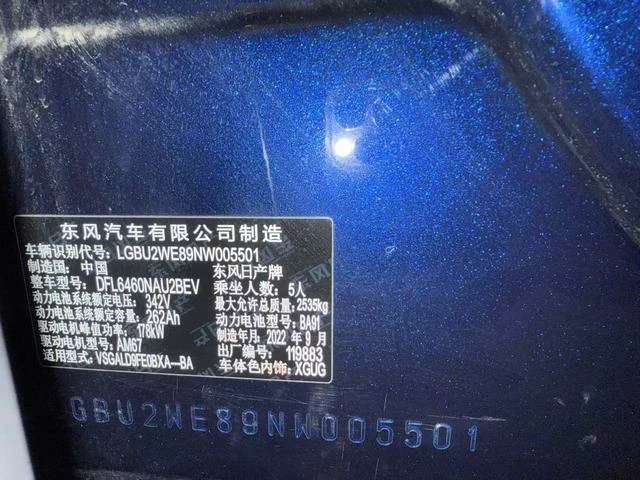 东风汽车有限公司制造
车辆识别代号: LGBU2WE89NW005501
制造国: 中国 东风日产牌
整车型号: DFL6460NAU2BEV 乘坐人数: 5人
动力电池系统额定电压: 342V 最大允许总质量: 2535kg
动力电池系统额定容量: 262Ah 动力电池型号: BA91
驱动电机峰值功率: 178kW 制造年月: 2022 年 9 月
驱动电机型号: AM67 出厂编号: 119883
适用型式: VSGALD9FE0BXA—BA 车体色内饰: XGUG
GBU2WE89NW005501